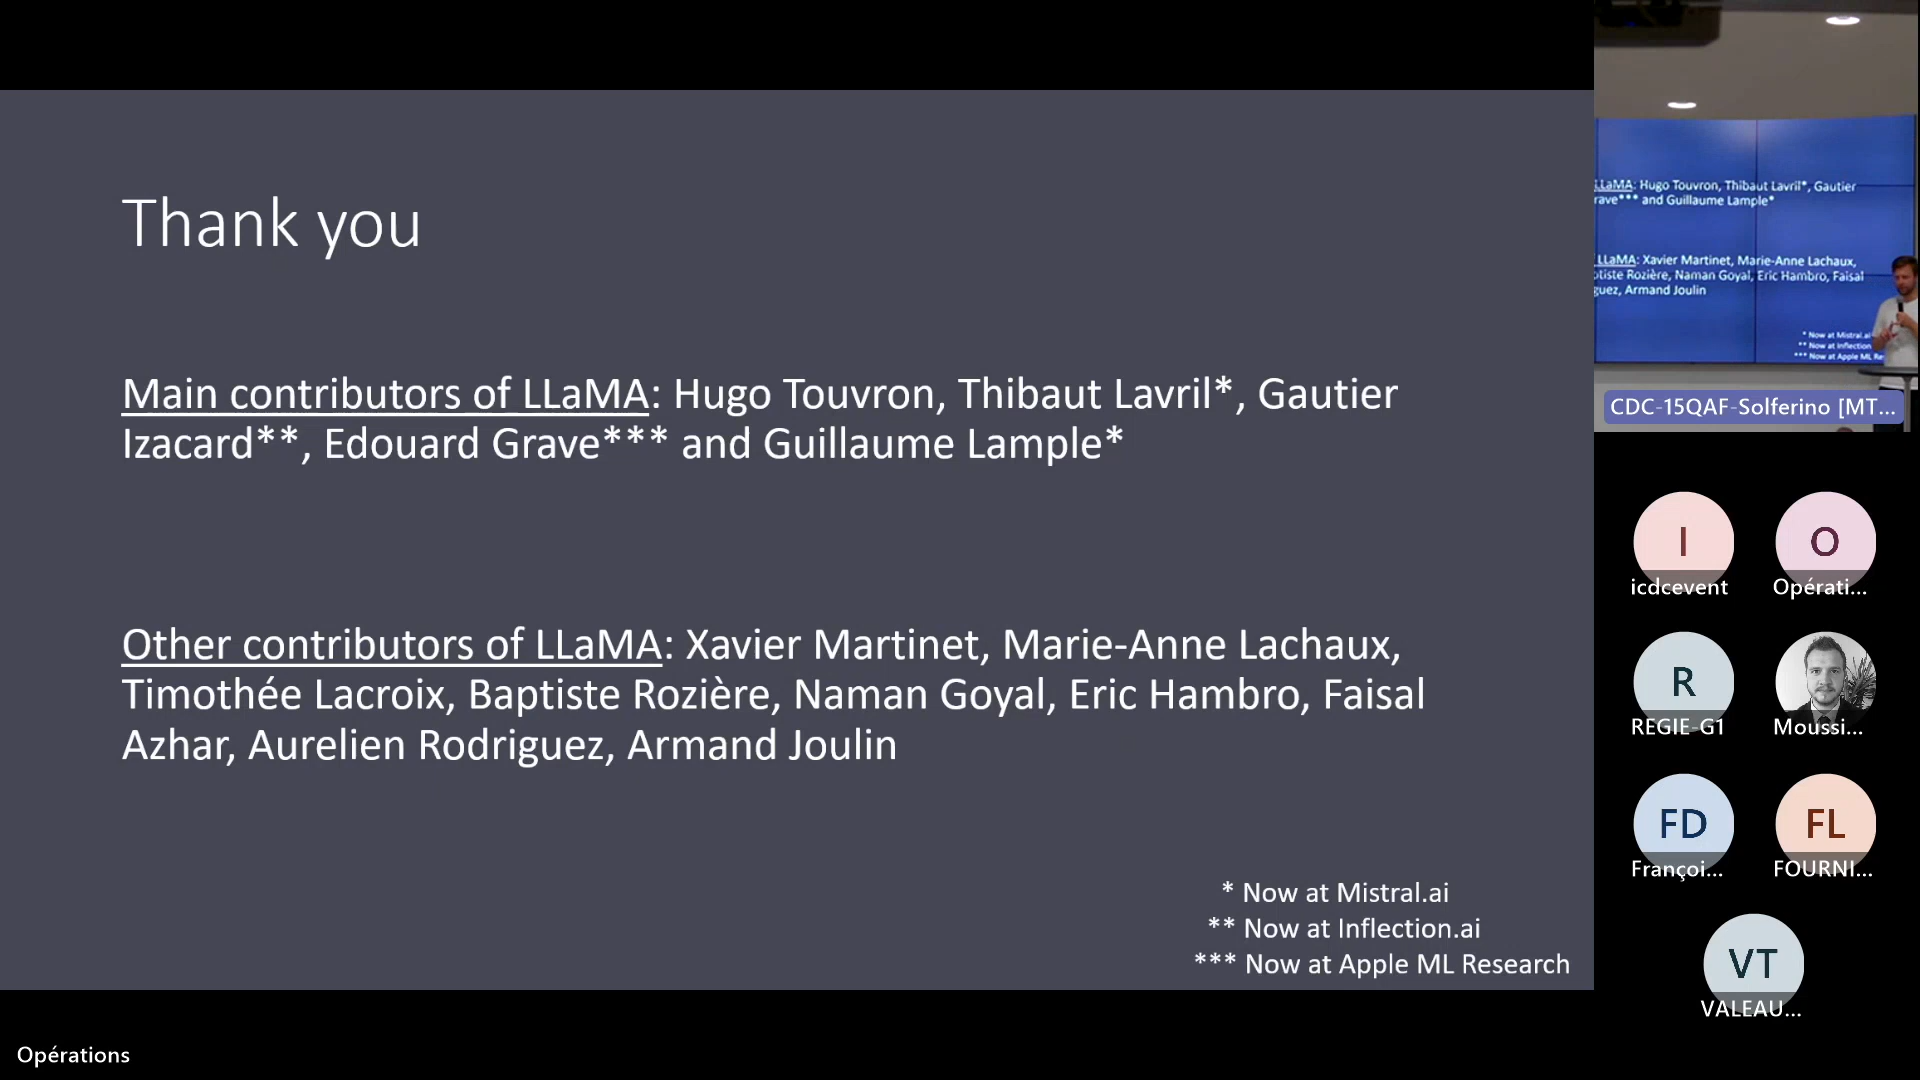 Thank you
Main contributors of LLaMA: Hugo Touvron, Thibaut Lavril*, Gautier
Izacard**, Edouard Grave*** and Guillaume Lample*
Other contributors of LLaMA: Xavier Martinet, Marie-Anne Lachaux,
Timothée Lacroix, Baptiste Rozière, Naman Goyal, Eric Hambro, Faisal
Azhar, Aurelien Rodriguez, Armand Joulin
* Now at Mistral.ai
** Now at Inflection.ai
*** Now at Apple ML Research
Opérations
LLaMA: Hugo Touvron, Thibaut Lavril*, Gautier
rave*** and Guillaume Lample*
LLaMA: Xavier Martinet, Marie-Anne Lachaux,
tiste Rozière, Naman Goyal, Eric Hambro, Faisal
guez, Armand Joulin
* Now at Mistral.ai
** Now at Inflection
*** Now at Apple ML Re
CDC-15QAF-Solferino [MT...
I
icdcevent
O
Opérati...
R
REGIE-G1
Moussi...
FD
Françoi...
FL
FOURNI...
VT
VALEAU...